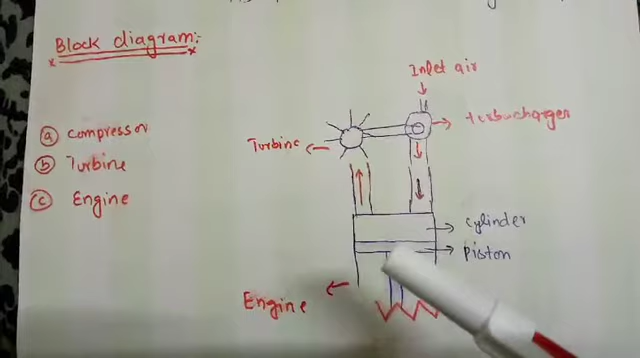 Block diagram:
Inlet air
turbocharger
Turbine
(a) compressor
(b) Turbine
(c) Engine
cylinder
piston
Engine